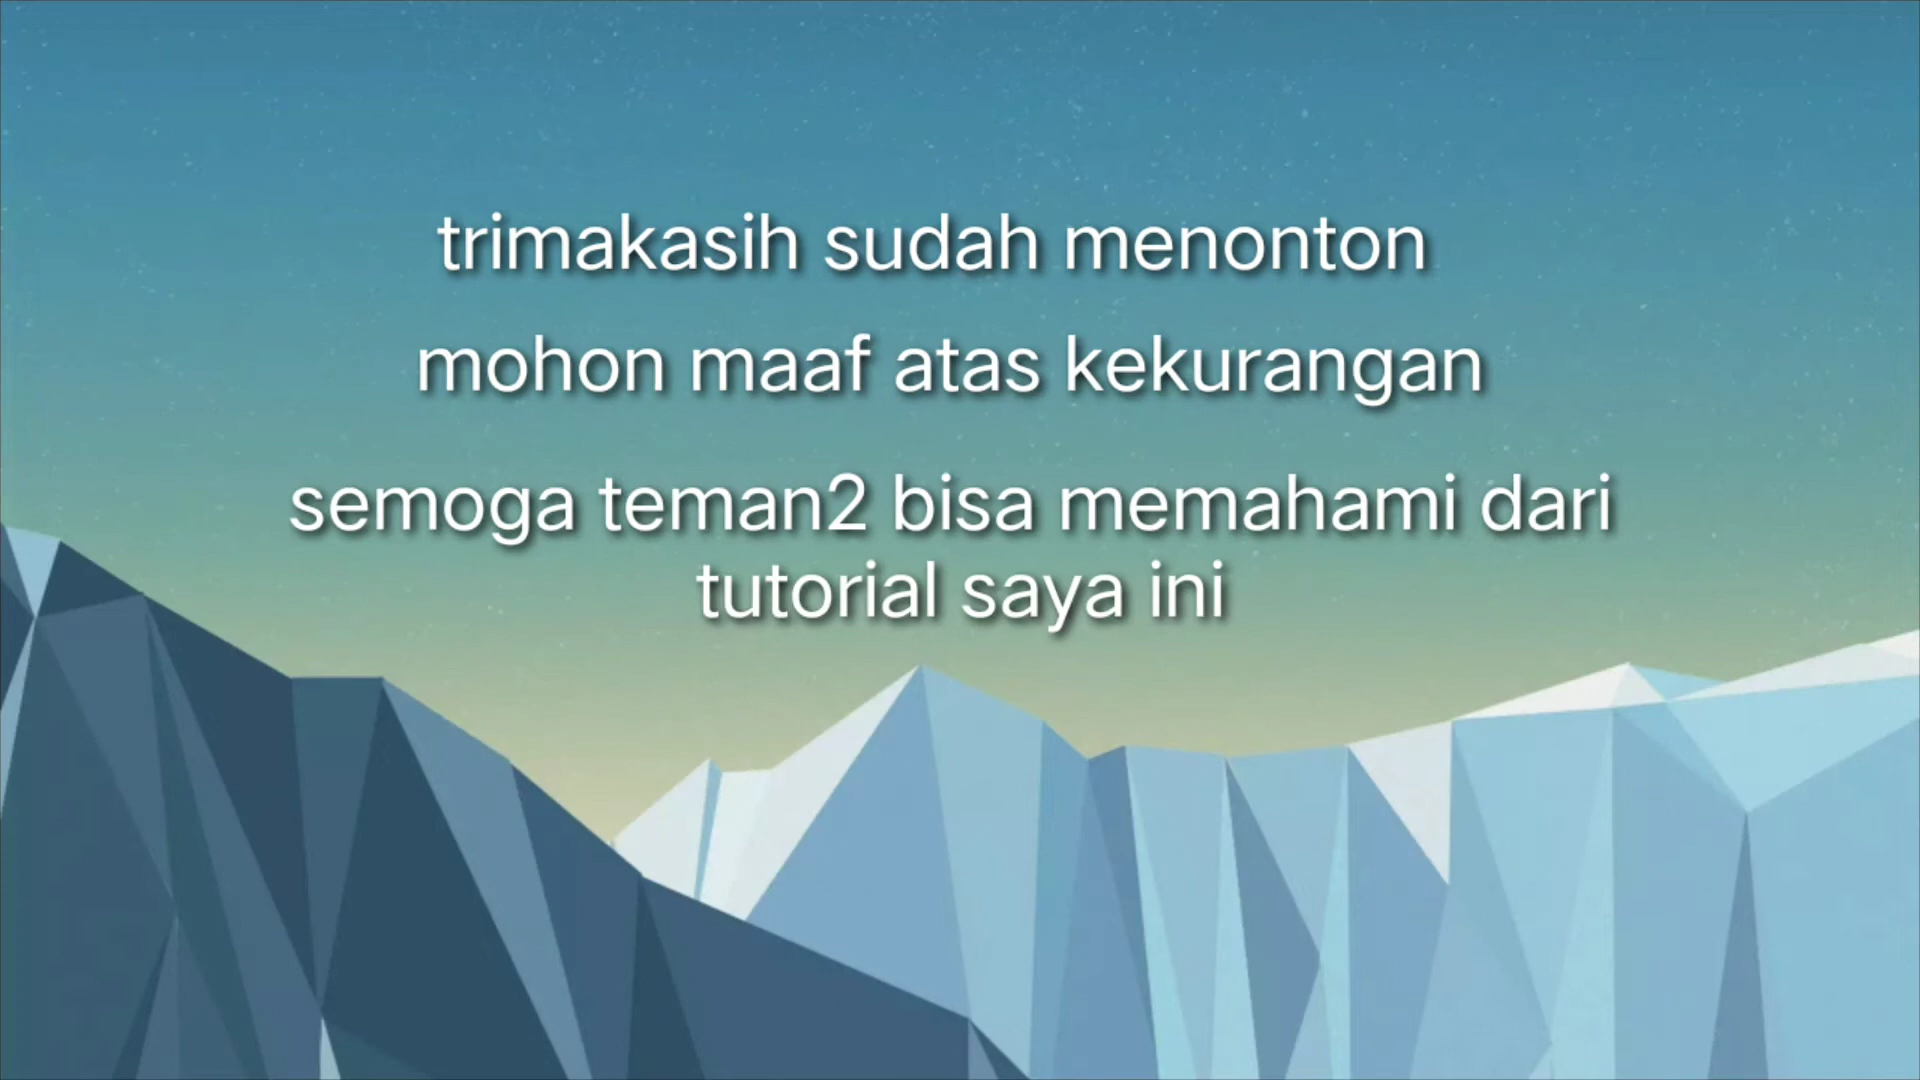 trimakasih sudah menonton
mohon maaf atas kekurangan
semoga teman2 bisa memahami dari
tutorial saya ini